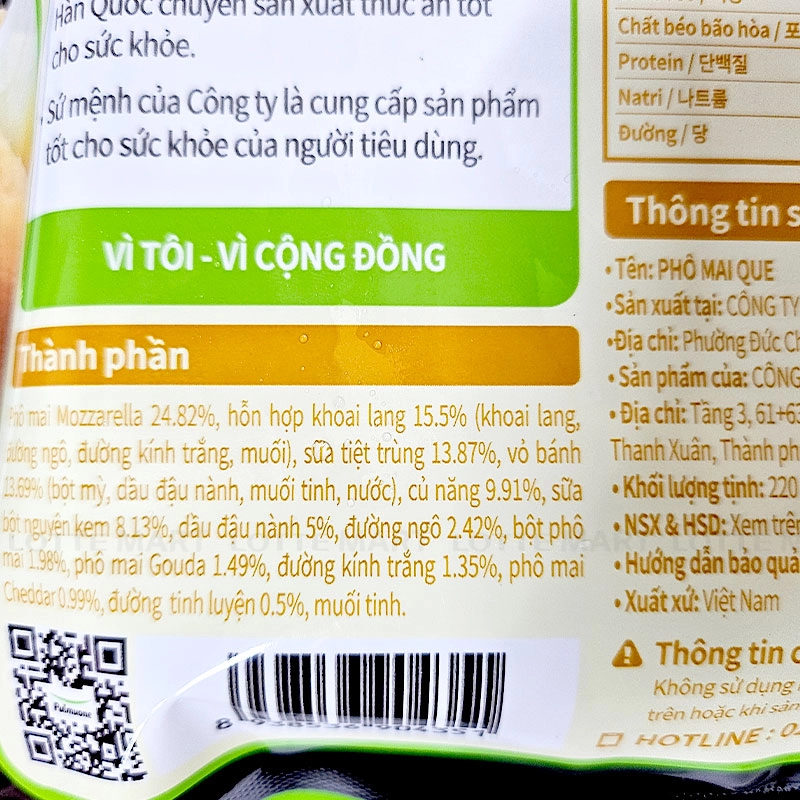 Hàn Quốc chuyên sản xuất thức ăn tốt
cho sức khỏe.
Sứ mệnh của Công ty là cung cấp sản phẩm
tốt cho sức khỏe của người tiêu dùng.
VÌ TÔI - VÌ CỘNG ĐỒNG
Thành phần
Phô mai Mozzarella 24.82%, hỗn hợp khoai lang 15.5% (khoai lang,
đường ngô, đường kính trắng, muối), sữa tiệt trùng 13.87%, vỏ bánh
13.69% (bột mỳ, dầu đậu nành, muối tinh, nước), củ năng 9.91%, sữa
bột nguyên kem 8.13%, dầu đậu nành 5%, đường ngô 2.42%, bột phô
mai 1.98%, phô mai Gouda 1.49%, đường kính trắng 1.35%, phô mai
Cheddar 0.99%, đường tinh luyện 0.5%, muối tinh.
Pulmuone
Chất béo bão hòa / 포
Protein / 단백질
Natri / 나트륨
Đường / 당
Thông tin s
• Tên: PHÔ MAI QUE
• Sản xuất tại: CÔNG TY
• Địa chỉ: Phường Đức Ch
• Sản phẩm của: CÔNG
• Địa chỉ: Tầng 3, 61+63
Thanh Xuân, Thành ph
• Khối lượng tịnh: 220
• NSX & HSD: Xem trên
• Hướng dẫn bảo quả
• Xuất xứ: Việt Nam
Thông tin c
Không sử dụng
trên hoặc khi sản
HOTLINE : 02
LOTTE MART LOTTE MART LOTTE MART LOTTE